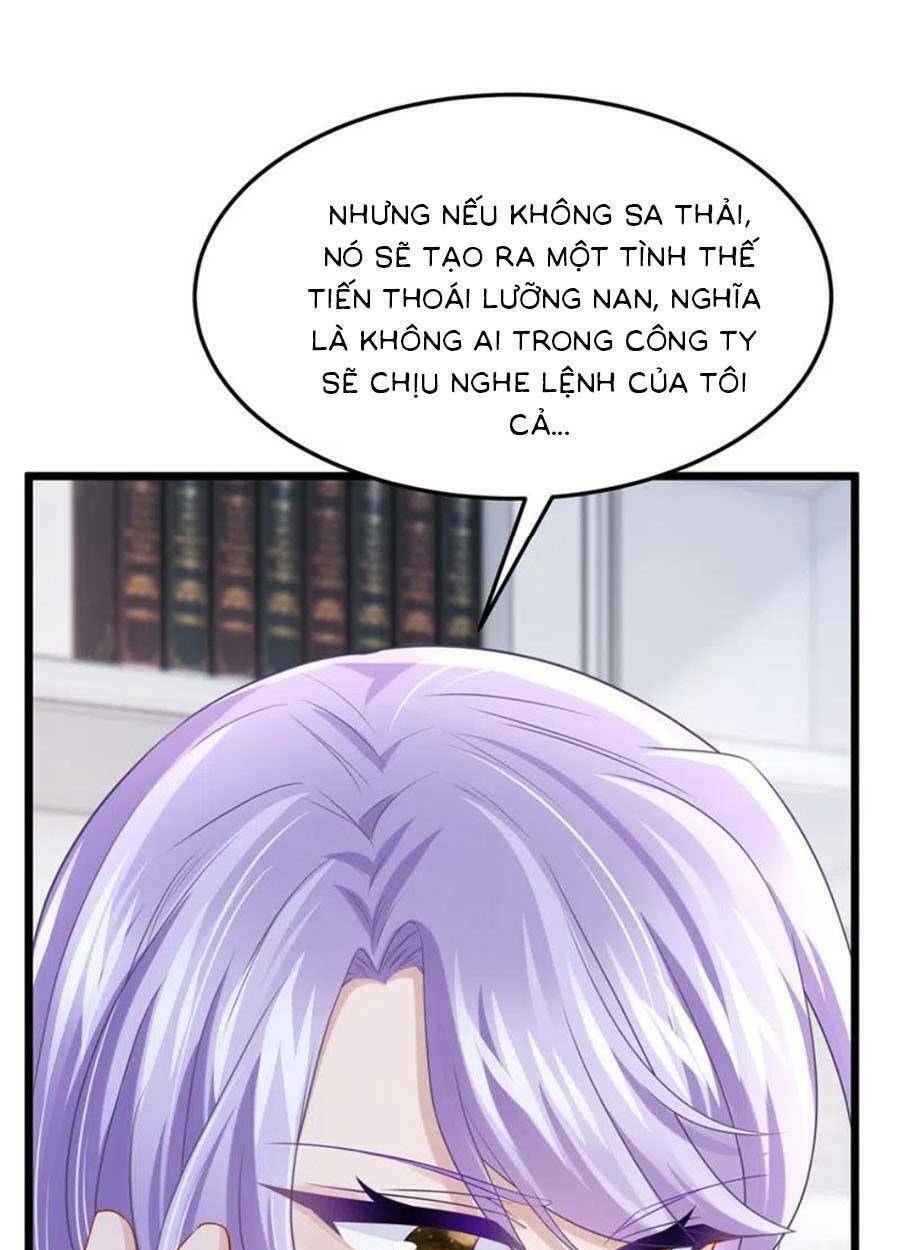 NHƯNG NẾU KHÔNG SA THẢI,
NÓ SẼ TẠO RA MỘT TÌNH THẾ
TIẾN THOÁI LƯỠNG NAN, NGHĨA
LÀ KHÔNG AI TRONG CÔNG TY
SẼ CHỊU NGHE LỆNH CỦA TÔI
CẢ...